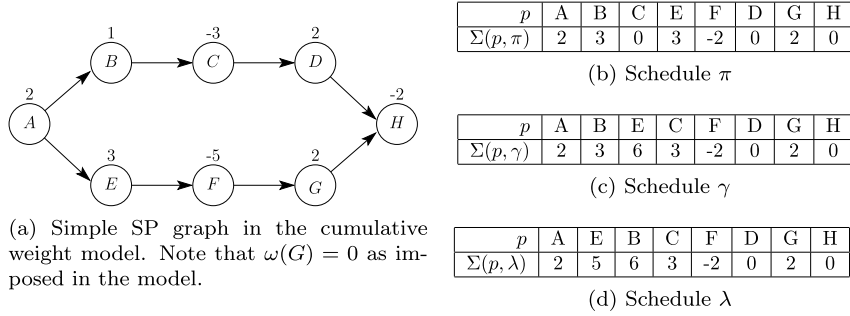 1
-3
2
B
C
D
2
-2
A
H
3
-5
2
E
F
G
(a) Simple SP graph in the cumulative
weight model. Note that ω(G) = 0 as im-
posed in the model.
p A B C E F D G H
Σ(p, π) 2 3 0 3 -2 0 2 0
(b) Schedule π
p A B E C F D G H
Σ(p, γ) 2 3 6 3 -2 0 2 0
(c) Schedule γ
p A E B C F D G H
Σ(p, λ) 2 5 6 3 -2 0 2 0
(d) Schedule λ